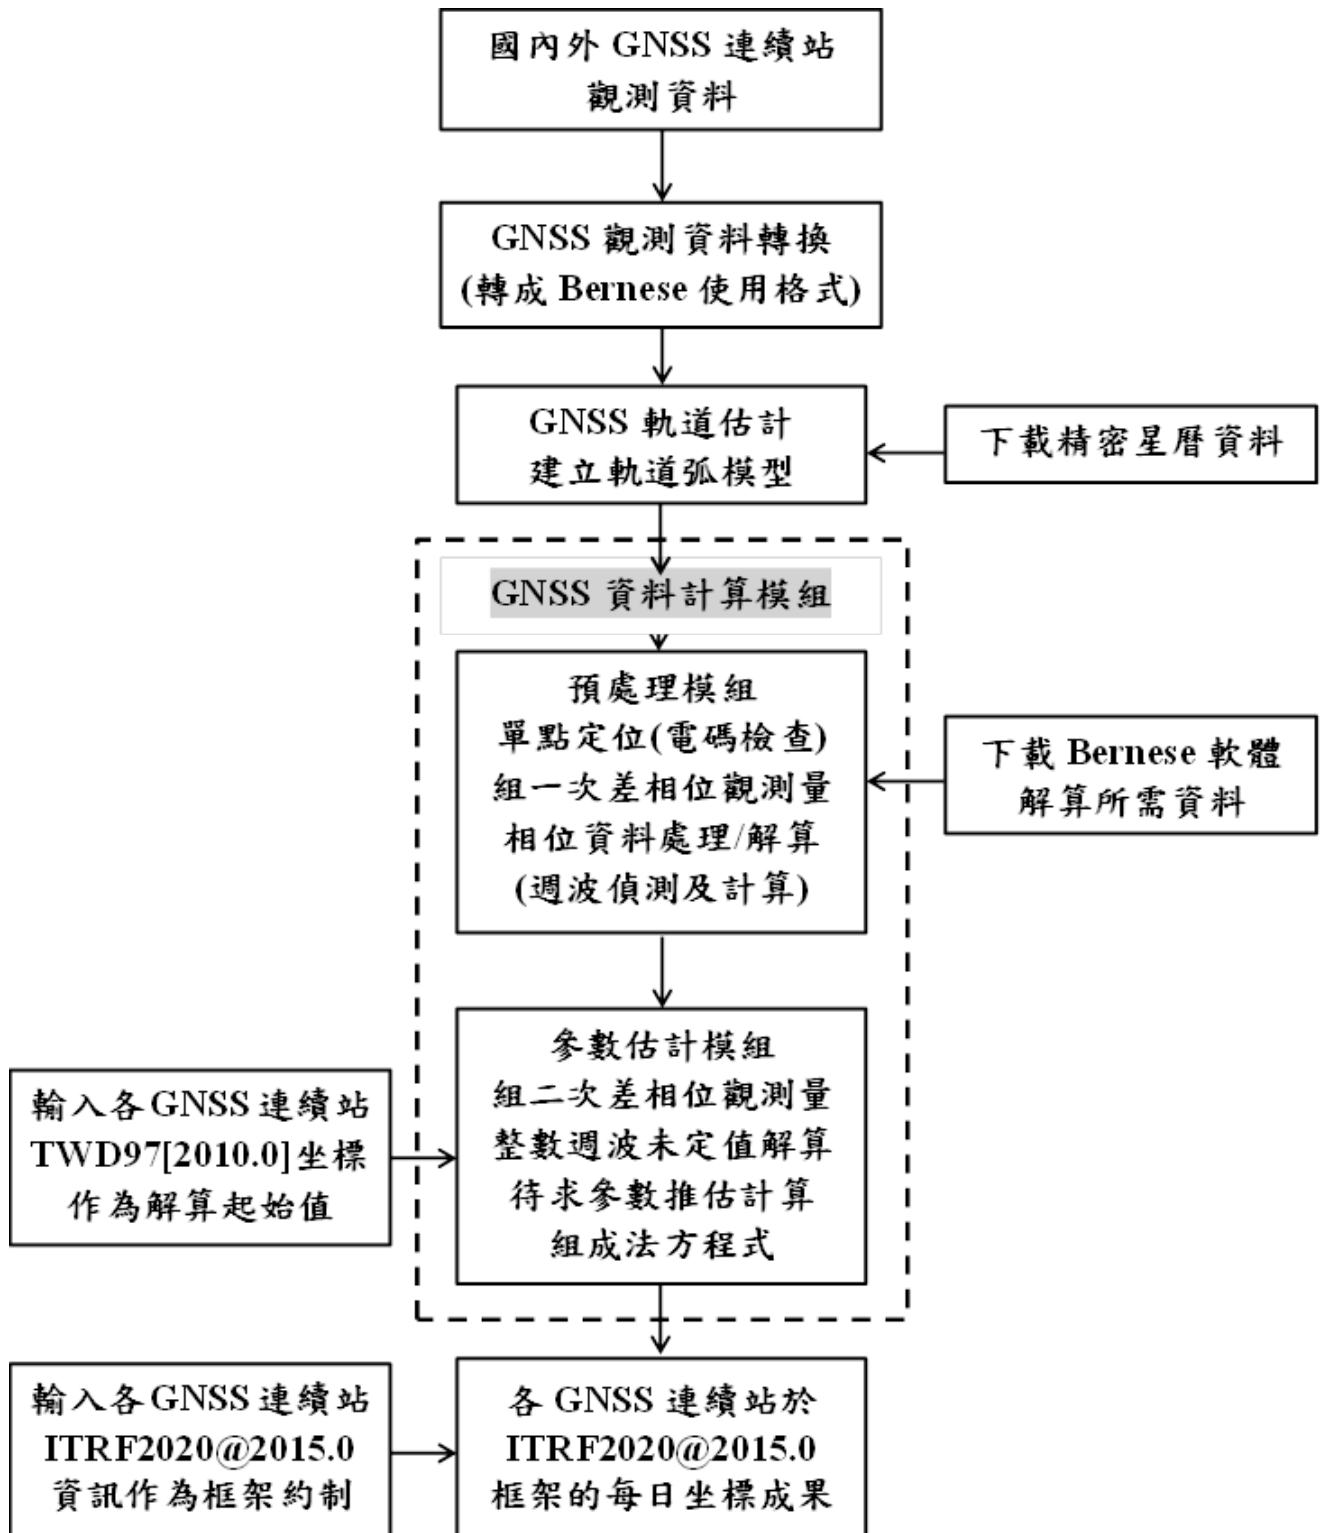 國內外 GNSS 連續站
觀測資料
GNSS 觀測資料轉換
(轉成 Bernese 使用格式)
GNSS 軌道估計
建立軌道弧模型
下載精密星曆資料
GNSS 資料計算模組
預處理模組
單點定位(電碼檢查)
組一次差相位觀測量
相位資料處理/解算
(週波偵測及計算)
下載 Bernese 軟體
解算所需資料
參數估計模組
組二次差相位觀測量
整數週波未定值解算
待求參數推估計算
組成法方程式
輸入各GNSS 連續站
TWD97[2010.0]坐標
作為解算起始值
輸入各GNSS 連續站
ITRF2020@2015.0
資訊作為框架約制
各 GNSS 連續站於
ITRF2020@2015.0
框架的每日坐標成果